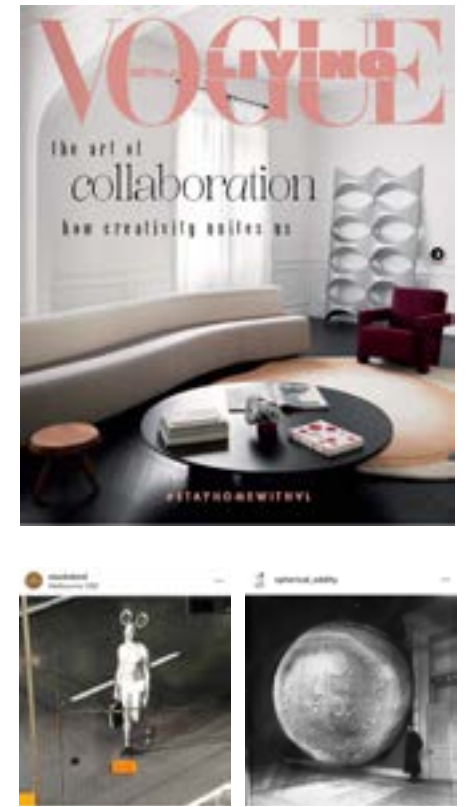 VOGUE
LIVING
the art of
collaboration
how creativity unites us
#STAYHOMEWITHVL
spherical_oddity